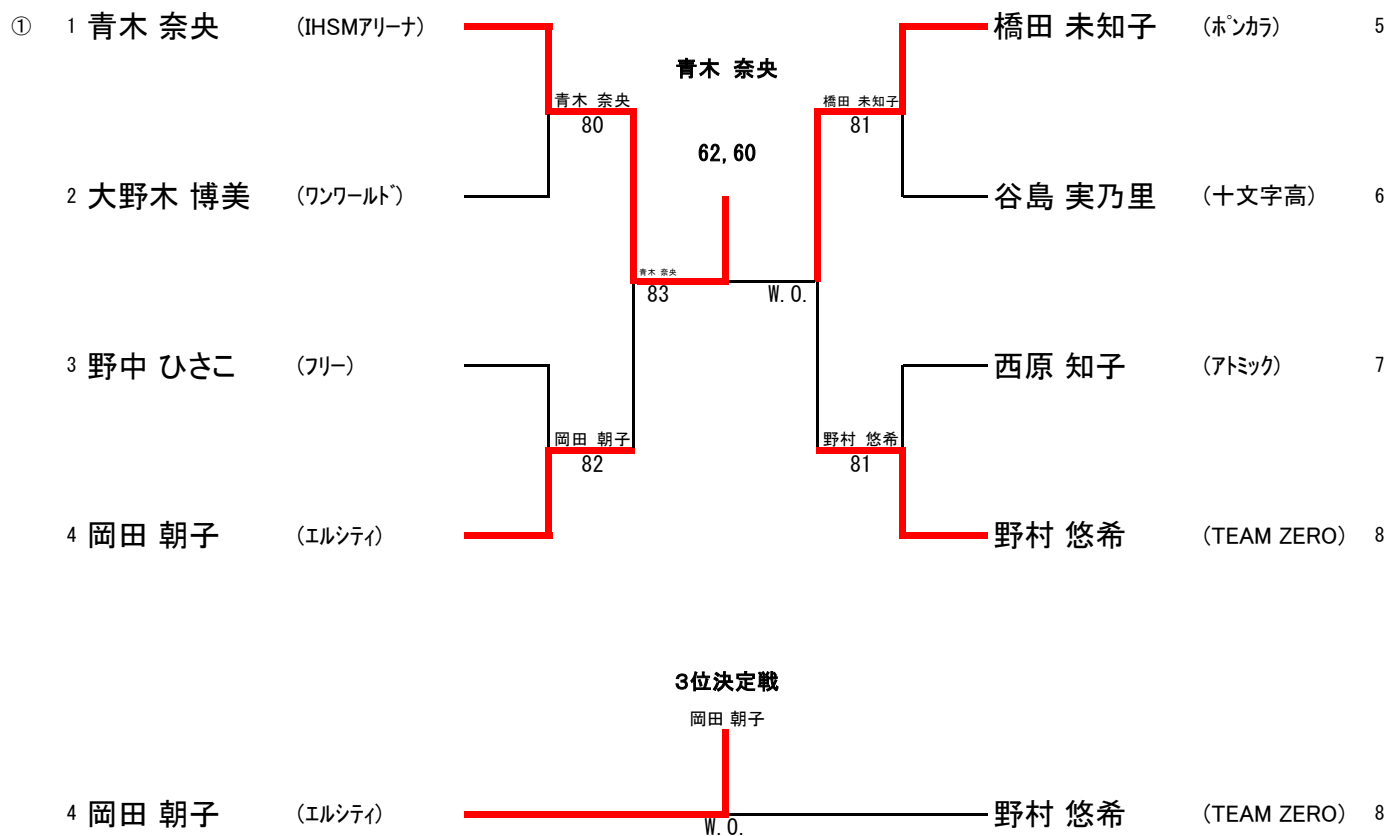 ① 1 青木 奈央 (IHSMアリーナ) 橋田 未知子 (ﾎﾟﾝカラ) 5
青木 奈央
青木 奈央 橋田 未知子
80 81
62,60
2 大野木 博美 (ワンワールド) 谷島 実乃里 (十文字高) 6
青木 奈央
83 W.O.
3 野中 ひさこ (フリー) 西原 知子 (アトミック) 7
岡田 朝子 野村 悠希
82 81
4 岡田 朝子 (エルシティ) 野村 悠希 (TEAM ZERO) 8
3位決定戦
岡田 朝子
4 岡田 朝子 (エルシティ) 野村 悠希 (TEAM ZERO) 8
W.O.